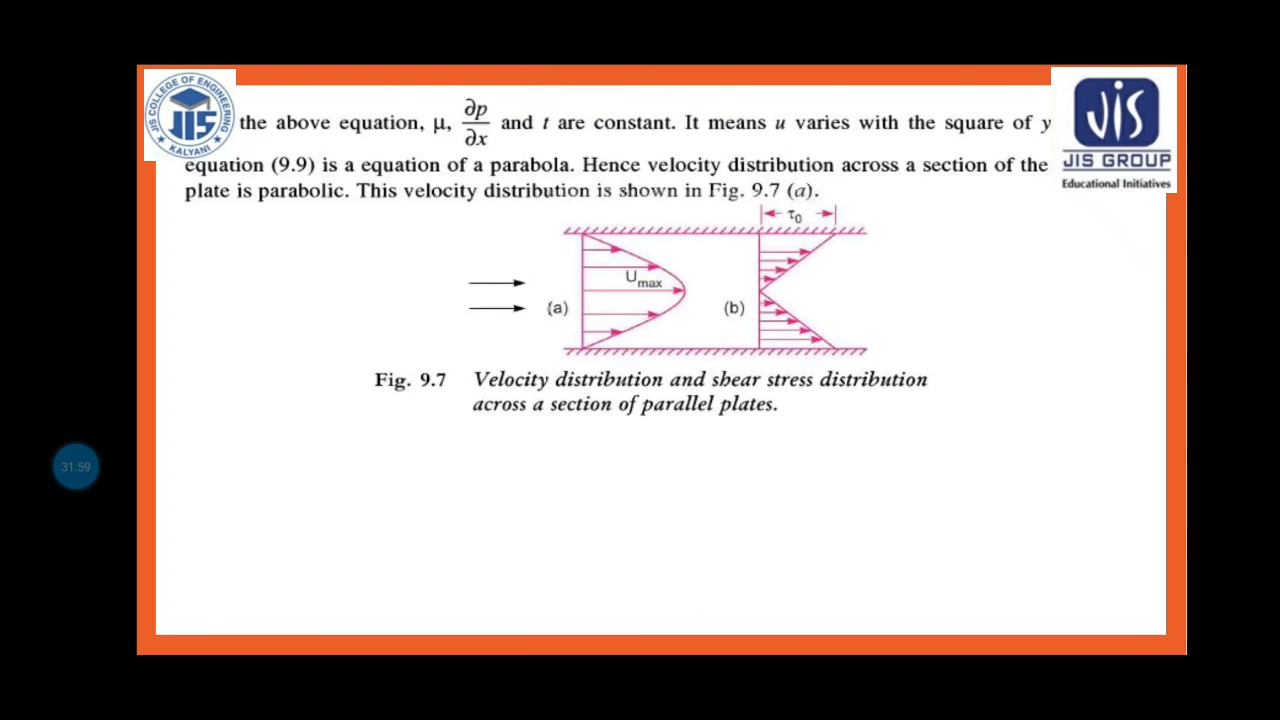 JIS COLLEGE OF ENGINEERING
JIS
KALYANI
JIS
JIS GROUP
Educational Initiatives
the above equation, μ, ∂p/∂x and t are constant. It means u varies with the square of y
equation (9.9) is a equation of a parabola. Hence velocity distribution across a section of the
plate is parabolic. This velocity distribution is shown in Fig. 9.7 (a).
τ0
Umax
(a)
(b)
Fig. 9.7 Velocity distribution and shear stress distribution
across a section of parallel plates.
31:59